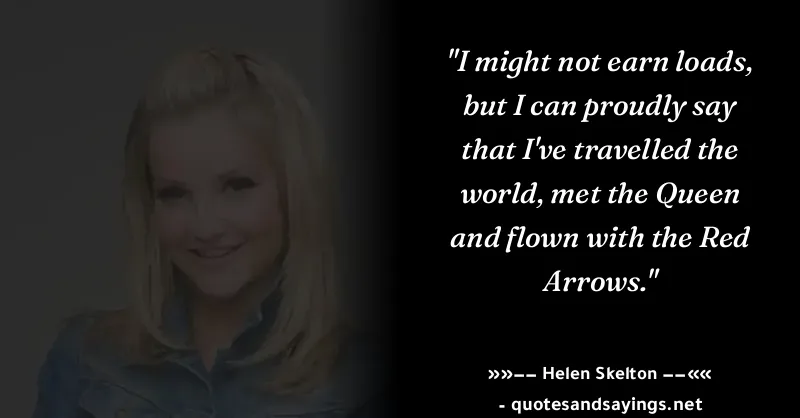 "I might not earn loads,
but I can proudly say
that I've travelled the
world, met the Queen
and flown with the Red
Arrows."
»»−− Helen Skelton −−««
- quotesandsayings.net